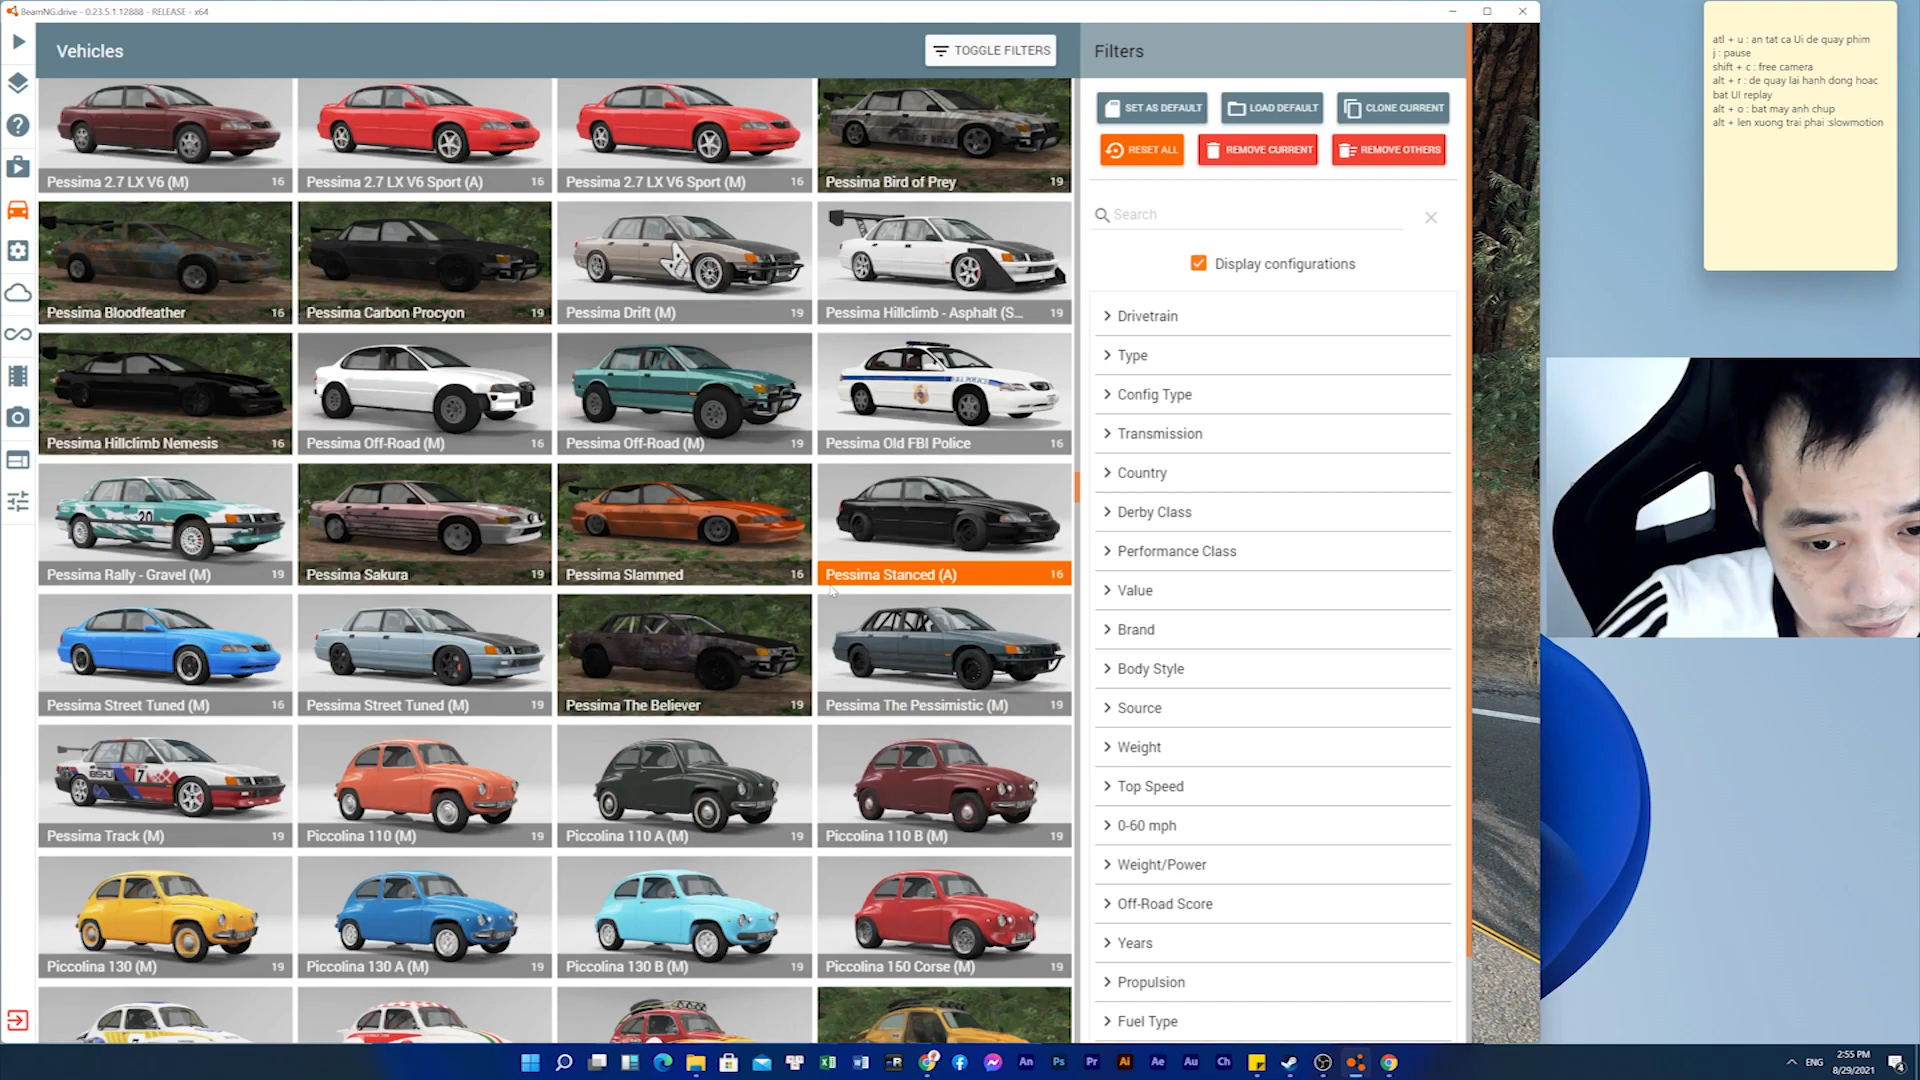 BeamNG.drive - 0.23.5.1.12888 - RELEASE - x64
Vehicles
TOGGLE FILTERS
Pessima 2.7 LX V6 (M) 16
Pessima 2.7 LX V6 Sport (A) 16
Pessima 2.7 LX V6 Sport (M) 16
Pessima Bird of Prey 19
Pessima Bloodfeather 16
Pessima Carbon Procyon 19
Pessima Drift (M) 19
Pessima Hillclimb - Asphalt (S... 19
Pessima Hillclimb Nemesis 16
Pessima Off-Road (M) 16
Pessima Off-Road (M) 19
Pessima Old FBI Police 16
20
Pessima Rally - Gravel (M) 19
Pessima Sakura 19
Pessima Slammed 16
Pessima Stanced (A) 16
Pessima Street Tuned (M) 16
Pessima Street Tuned (M) 19
Pessima The Believer 19
Pessima The Pessimistic (M) 19
7
Pessima Track (M) 19
Piccolina 110 (M) 19
Piccolina 110 A (M) 19
Piccolina 110 B (M) 19
Piccolina 130 (M) 19
Piccolina 130 A (M) 19
Piccolina 130 B (M) 19
Piccolina 150 Corse (M) 19
Filters
SET AS DEFAULT
LOAD DEFAULT
CLONE CURRENT
RESET ALL
REMOVE CURRENT
REMOVE OTHERS
Search
Display configurations
Drivetrain
Type
Config Type
Transmission
Country
Derby Class
Performance Class
Value
Brand
Body Style
Source
Weight
Top Speed
0-60 mph
Weight/Power
Off-Road Score
Years
Propulsion
Fuel Type
atl + u : an tat ca Ui de quay phim
j : pause
shift + c : free camera
alt + r : de quay lai hanh dong hoac
bat UI replay
alt + o : bat may anh chup
alt + len xuong trai phai :slowmotion
An
Ps
Pr
Ai
Ae
Au
Ch
ENG
2:55 PM
8/29/2021
4